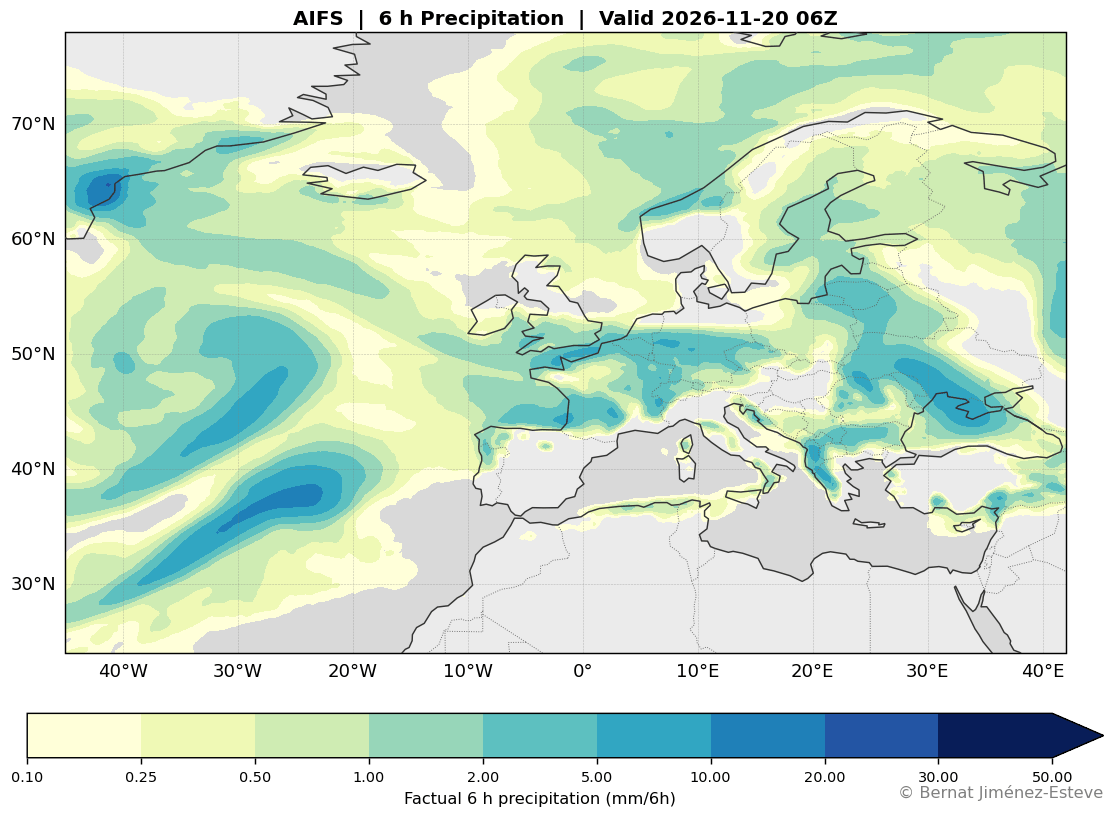 AIFS | 6 h Precipitation | Valid 2026-11-20 06Z
70°N
60°N
50°N
40°N
30°N
40°W 30°W 20°W 10°W 0° 10°E 20°E 30°E 40°E
0.10 0.25 0.50 1.00 2.00 5.00 10.00 20.00 30.00 50.00
Factual 6 h precipitation (mm/6h)
© Bernat Jiménez-Esteve